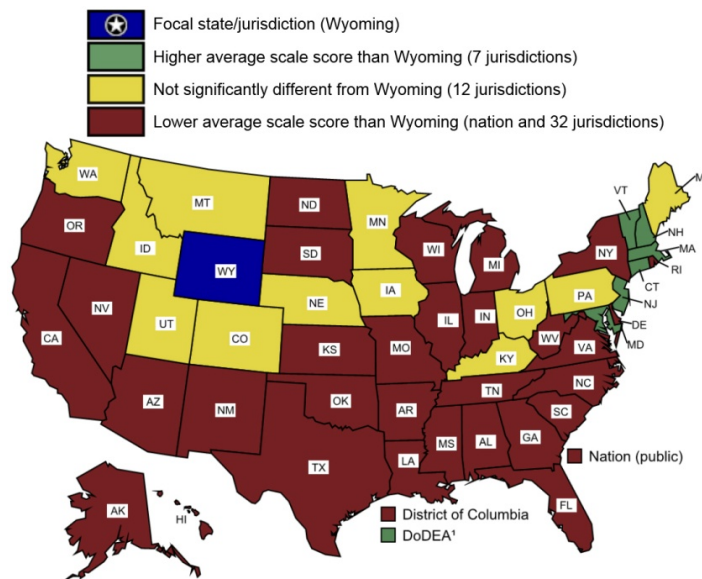 Focal state/jurisdiction (Wyoming)
Higher average scale score than Wyoming (7 jurisdictions)
Not significantly different from Wyoming (12 jurisdictions)
Lower average scale score than Wyoming (nation and 32 jurisdictions)
WA
MT
ND
MN
VT
M
OR
ID
WY
SD
WI
MI
NY
NH
MA
RI
CT
NJ
NV
UT
CO
NE
IA
IL
IN
OH
PA
DE
MD
CA
KS
MO
KY
WV
VA
AZ
NM
OK
AR
TN
NC
SC
TX
LA
MS
AL
GA
Nation (public)
FL
AK
HI
District of Columbia
DoDEA¹